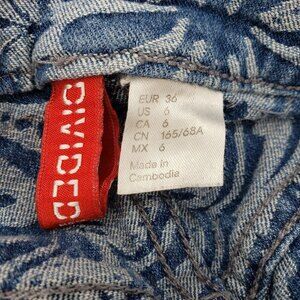 DIVIDED
EUR 36
US 6
CA 6
CN 165/68A
MX 6
Made in
Cambodia